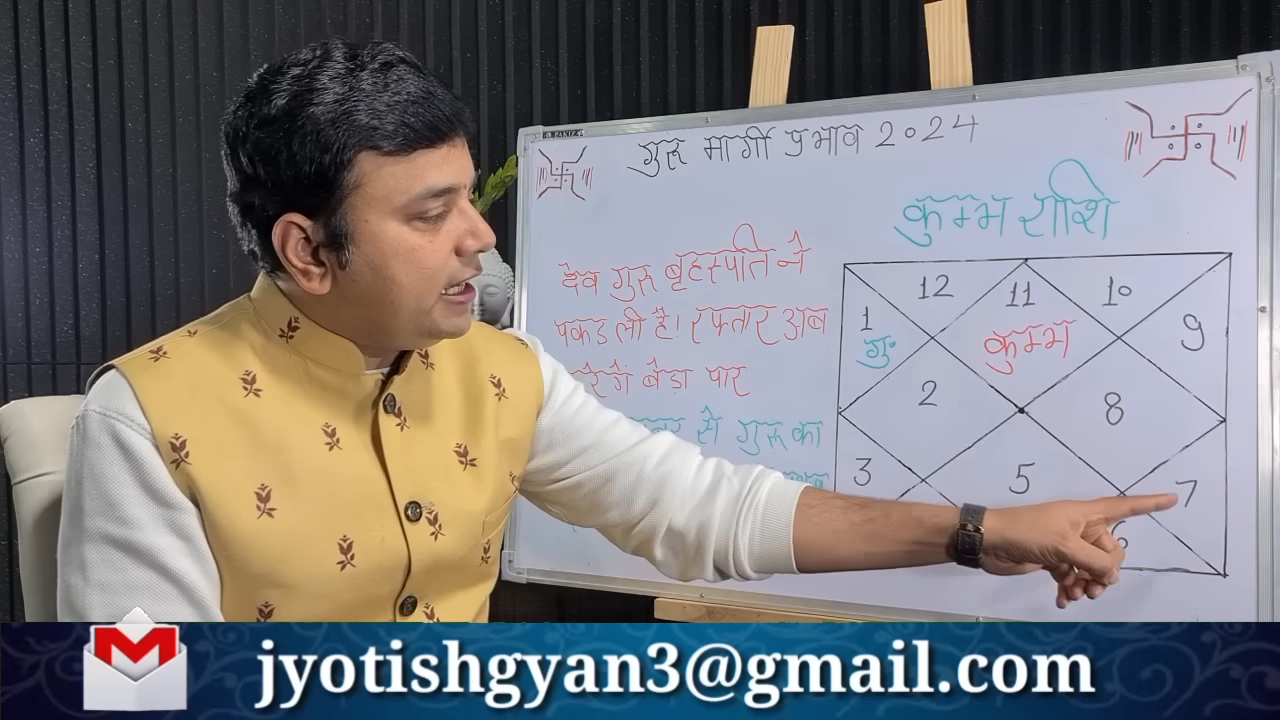 गुरू मार्गी प्रभाव 2024
कुम्भ राशि
देव गुरू बृहस्पति ने
पकड ली है। रफ्तार अब
बैडा पार
से गुरू का
12
11
10
1
गु॰
कुम्भ
9
2
8
3
5
7
6
jyotishgyan3@gmail.com